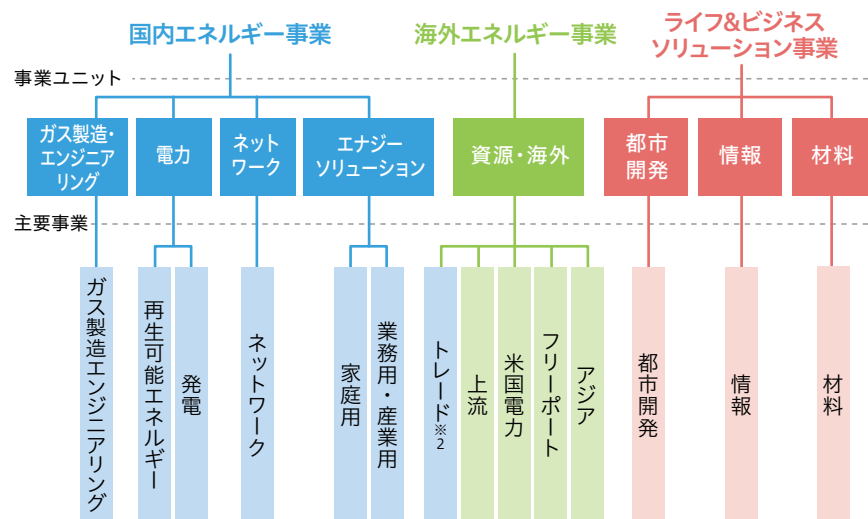 国内エネルギー事業
海外エネルギー事業
ライフ&ビジネス
ソリューション事業
事業ユニット
ガス製造・
エンジニア
リング
電力
ネット
ワーク
エナジー
ソリューション
資源・海外
都市
開発
情報
材料
主要事業
ガス製造エンジニアリング
再生可能エネルギー
発電
ネットワーク
家庭用
業務用・産業用
トレード※2
上流
米国電力
フリーポート
アジア
都市開発
情報
材料